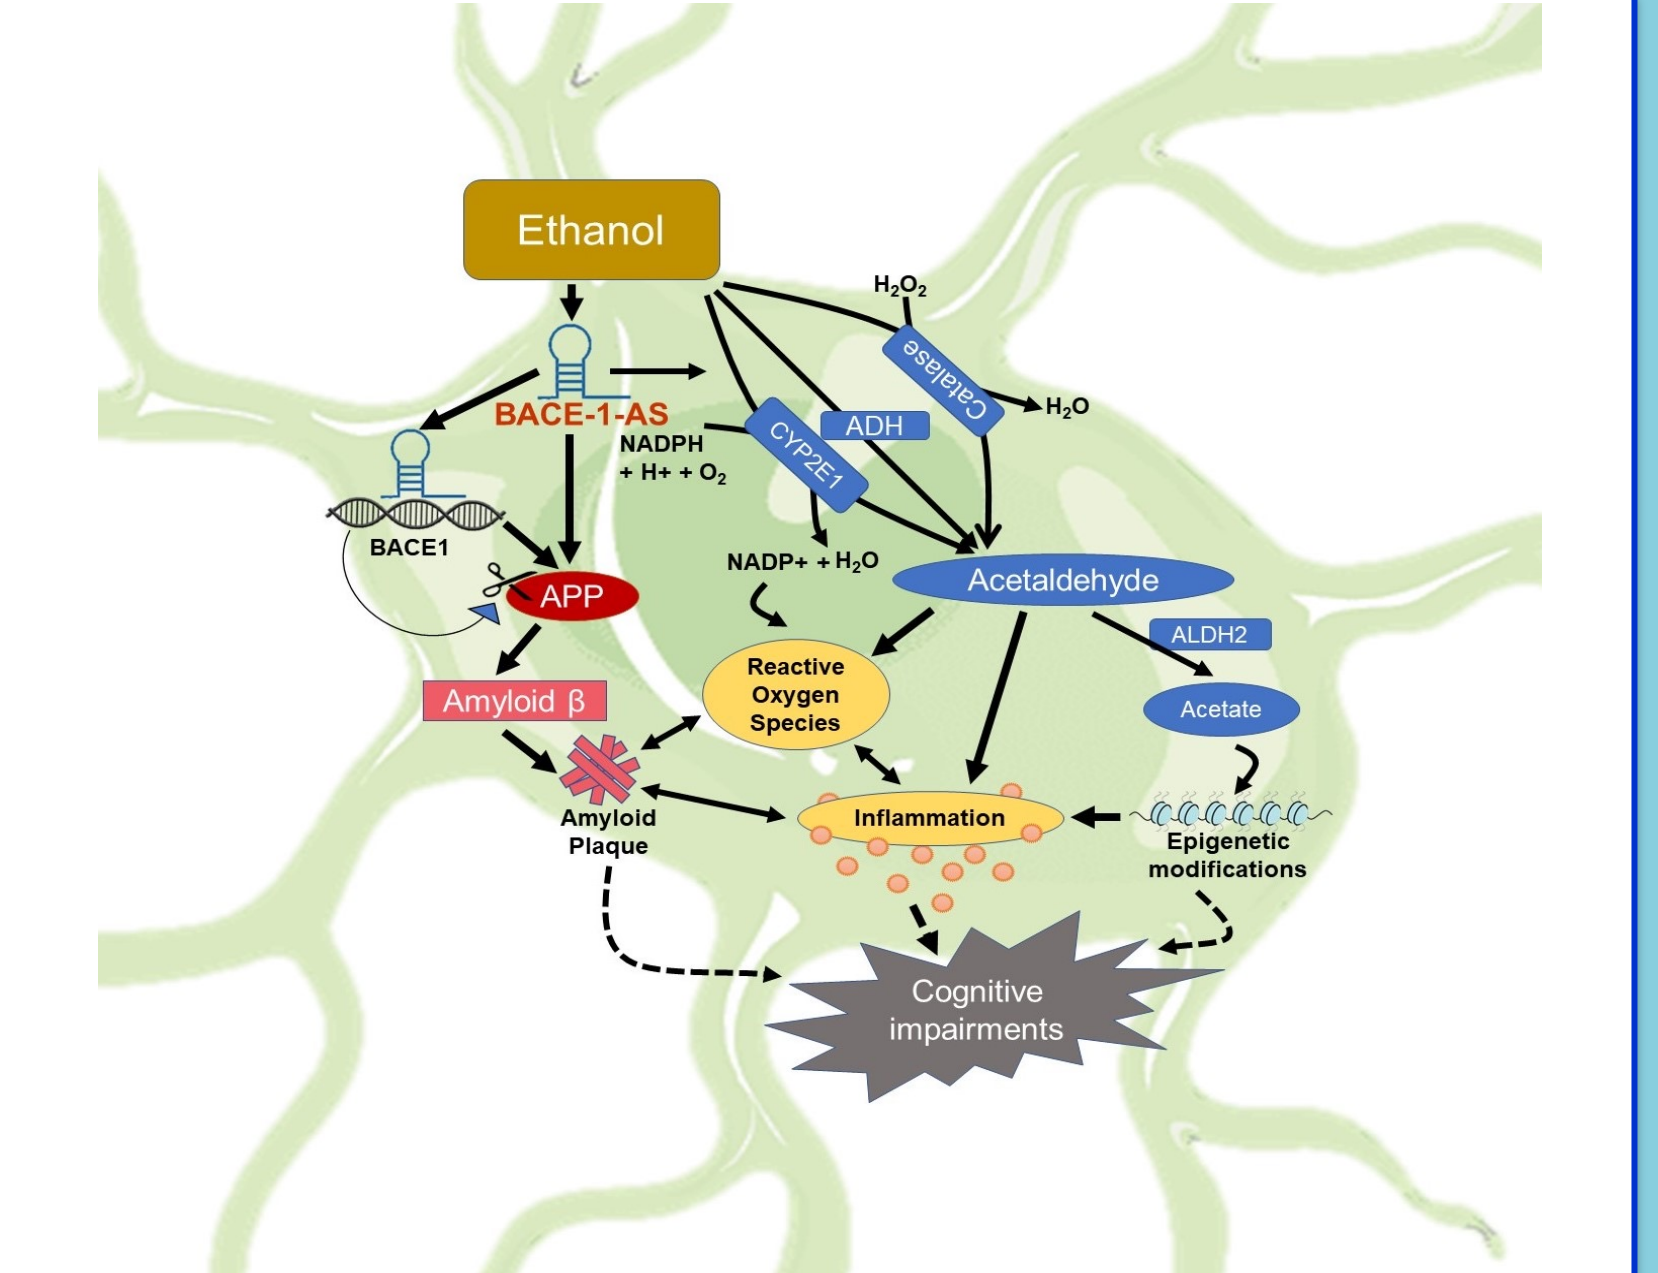 Ethanol
H₂O₂
Catalase
H₂O
BACE-1-AS
ADH
NADPH
+ H+ + O₂
CYP2E1
BACE1
NADP+ + H₂O
Acetaldehyde
APP
ALDH2
Reactive
Oxygen
Species
Amyloid β
Acetate
Amyloid
Plaque
Inflammation
Epigenetic
modifications
Cognitive
impairments